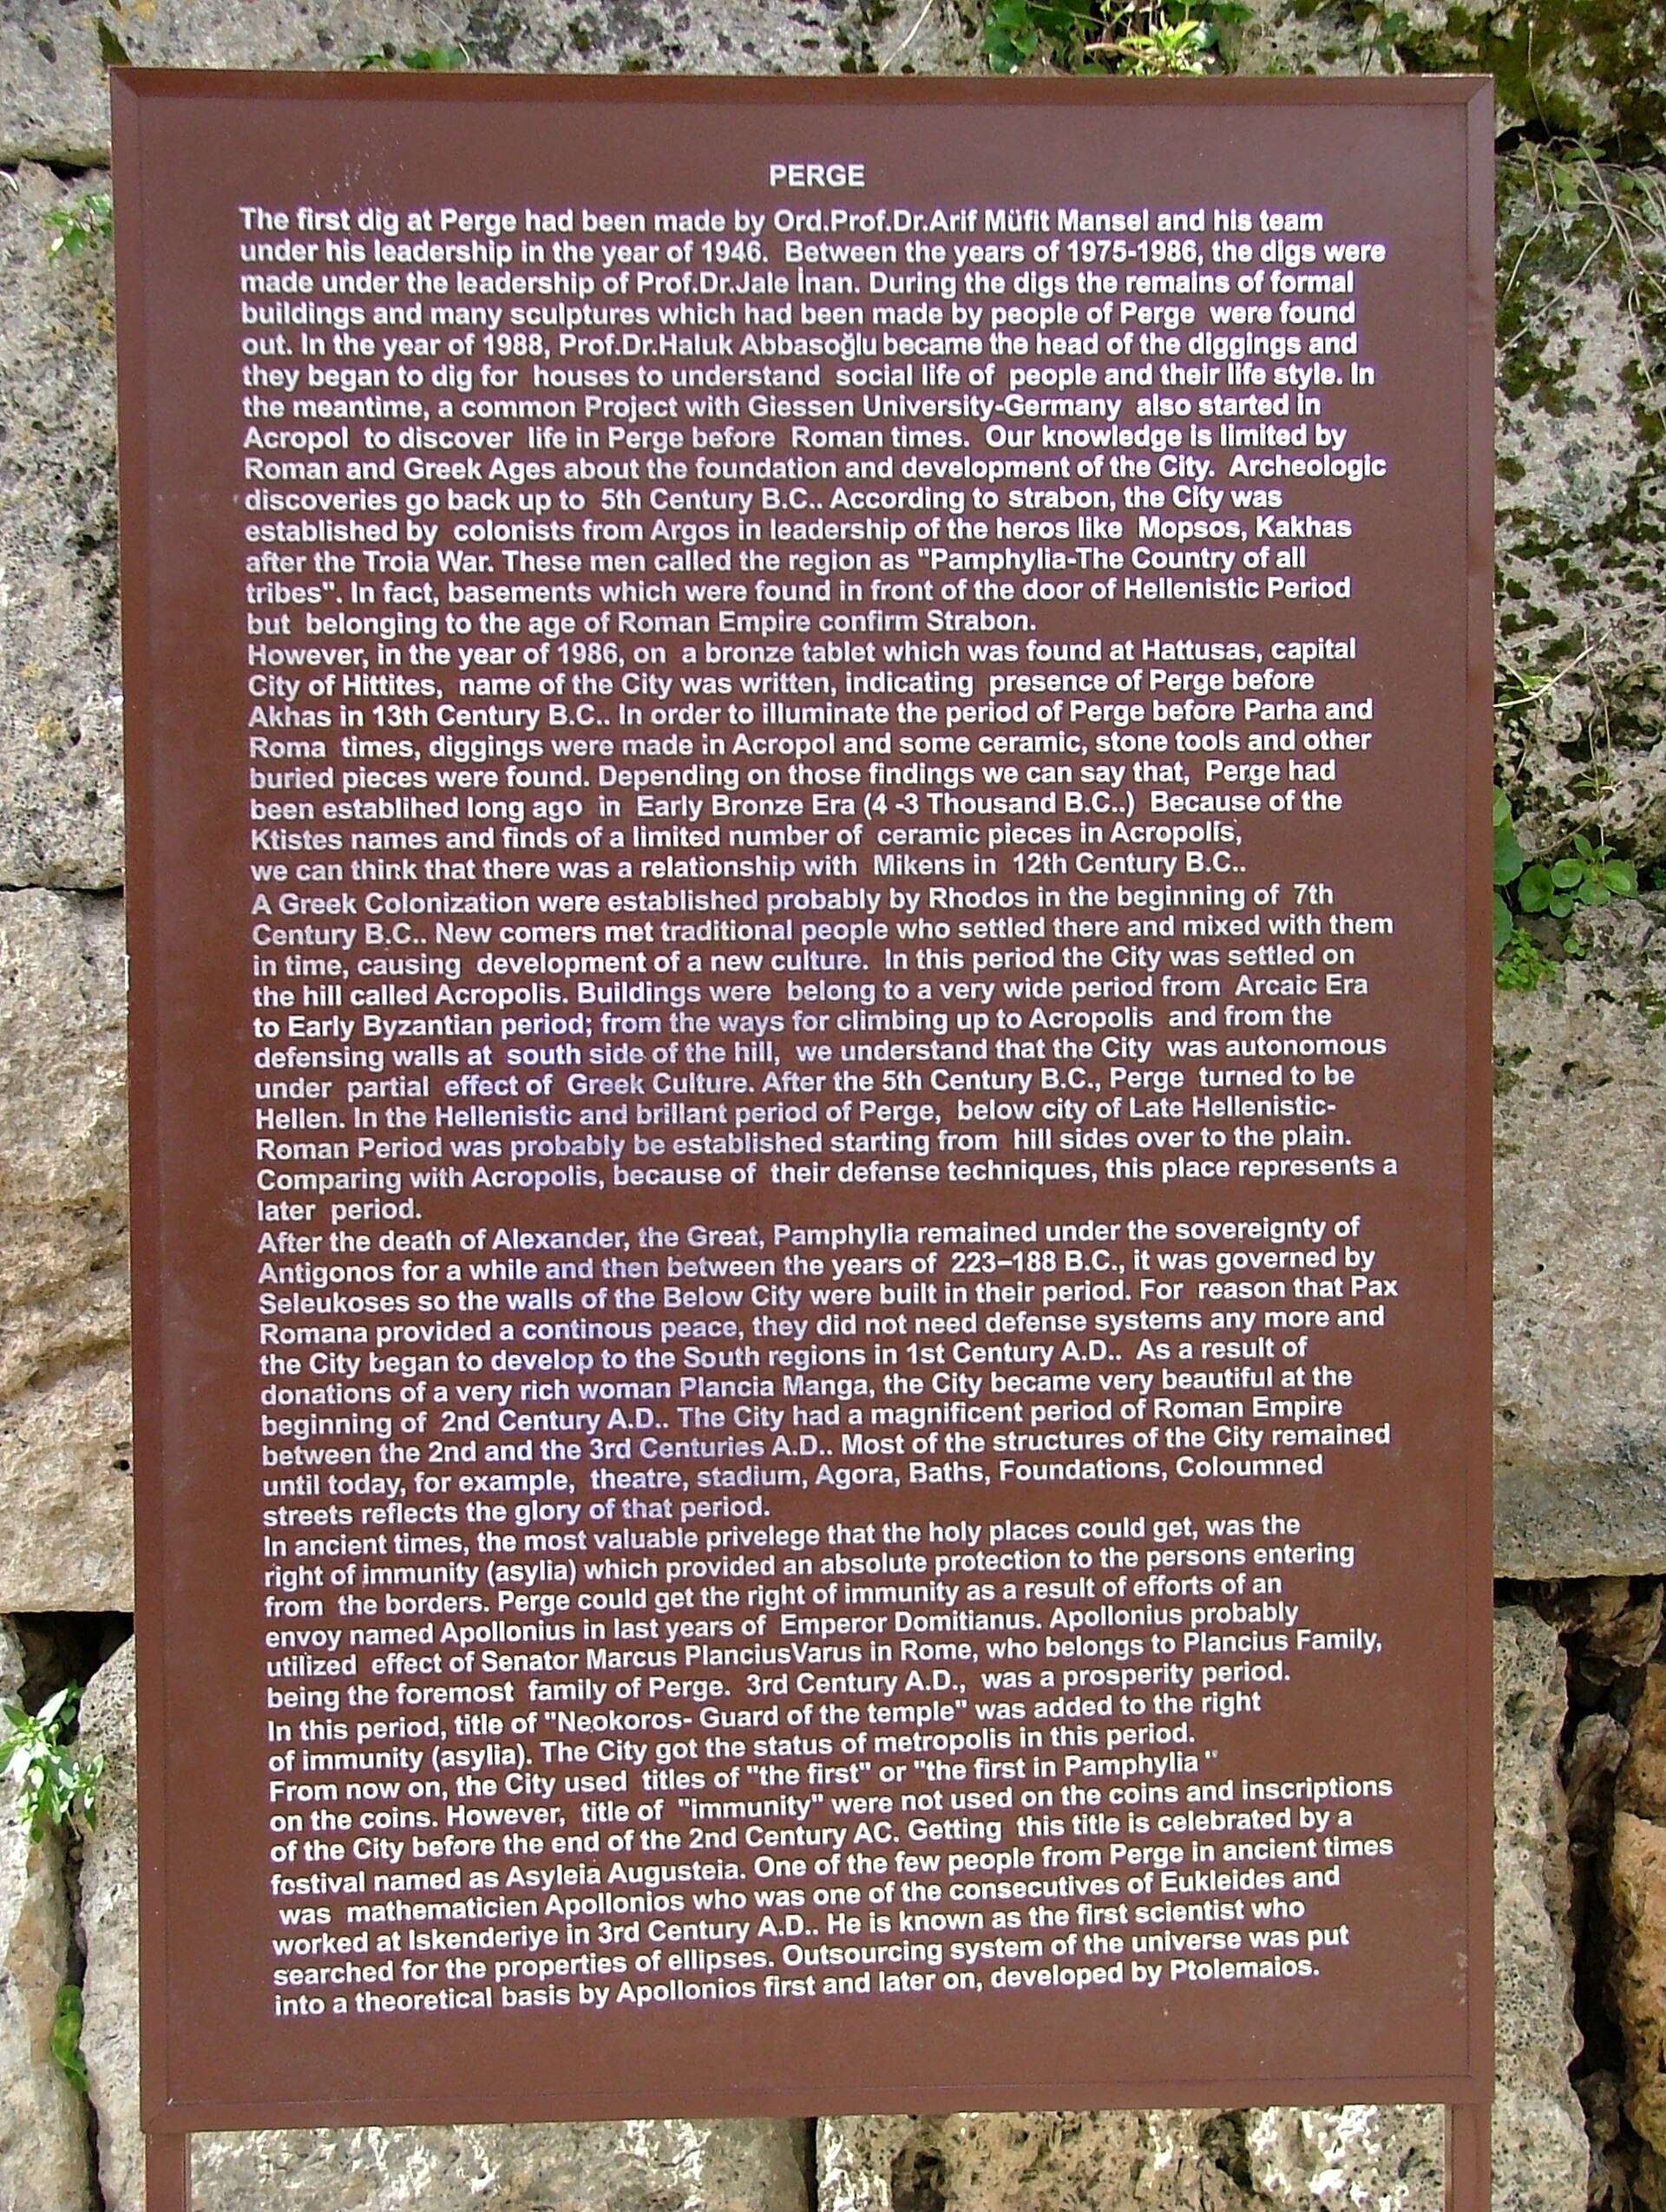 PERGE
The first dig at Perge had been made by Ord.Prof.Dr.Arif Müfit Mansel and his team
under his leadership in the year of 1946. Between the years of 1975-1986, the digs were
made under the leadership of Prof.Dr.Jale İnan. During the digs the remains of formal
buildings and many sculptures which had been made by people of Perge were found
out. In the year of 1988, Prof.Dr.Haluk Abbasoğlu became the head of the diggings and
they began to dig for houses to understand social life of people and their life style. In
the meantime, a common Project with Giessen University-Germany also started in
Acropol to discover life in Perge before Roman times. Our knowledge is limited by
Roman and Greek Ages about the foundation and development of the City. Archeologic
discoveries go back up to 5th Century B.C.. According to strabon, the City was
established by colonists from Argos in leadership of the heros like Mopsos, Kakhas
after the Troia War. These men called the region as "Pamphylia-The Country of all
tribes". In fact, basements which were found in front of the door of Hellenistic Period
but belonging to the age of Roman Empire confirm Strabon.
However, in the year of 1986, on a bronze tablet which was found at Hattusas, capital
City of Hittites, name of the City was written, indicating presence of Perge before
Akhas in 13th Century B.C.. In order to illuminate the period of Perge before Parha and
Roma times, diggings were made in Acropol and some ceramic, stone tools and other
buried pieces were found. Depending on those findings we can say that, Perge had
been establihed long ago in Early Bronze Era (4 -3 Thousand B.C..) Because of the
Ktistes names and finds of a limited number of ceramic pieces in Acropolis,
we can think that there was a relationship with Mikens in 12th Century B.C..
A Greek Colonization were established probably by Rhodos in the beginning of 7th
Century B.C.. New comers met traditional people who settled there and mixed with them
in time, causing development of a new culture. In this period the City was settled on
the hill called Acropolis. Buildings were belong to a very wide period from Arcaic Era
to Early Byzantian period; from the ways for climbing up to Acropolis and from the
defensing walls at south side of the hill, we understand that the City was autonomous
under partial effect of Greek Culture. After the 5th Century B.C., Perge turned to be
Hellen. In the Hellenistic and brillant period of Perge, below city of Late Hellenistic-
Roman Period was probably be established starting from hill sides over to the plain.
Comparing with Acropolis, because of their defense techniques, this place represents a
later period.
After the death of Alexander, the Great, Pamphylia remained under the sovereignty of
Antigonos for a while and then between the years of 223–188 B.C., it was governed by
Seleukoses so the walls of the Below City were built in their period. For reason that Pax
Romana provided a continous peace, they did not need defense systems any more and
the City began to develop to the South regions in 1st Century A.D.. As a result of
donations of a very rich woman Plancia Manga, the City became very beautiful at the
beginning of 2nd Century A.D.. The City had a magnificent period of Roman Empire
between the 2nd and the 3rd Centuries A.D.. Most of the structures of the City remained
until today, for example, theatre, stadium, Agora, Baths, Foundations, Coloumned
streets reflects the glory of that period.
In ancient times, the most valuable privelege that the holy places could get, was the
right of immunity (asylia) which provided an absolute protection to the persons entering
from the borders. Perge could get the right of immunity as a result of efforts of an
envoy named Apollonius in last years of Emperor Domitianus. Apollonius probably
utilized effect of Senator Marcus PlanciusVarus in Rome, who belongs to Plancius Family,
being the foremost family of Perge. 3rd Century A.D., was a prosperity period.
In this period, title of "Neokoros- Guard of the temple" was added to the right
of immunity (asylia). The City got the status of metropolis in this period.
From now on, the City used titles of "the first" or "the first in Pamphylia "
on the coins. However, title of "immunity" were not used on the coins and inscriptions
of the City before the end of the 2nd Century AC. Getting this title is celebrated by a
festival named as Asyleia Augusteia. One of the few people from Perge in ancient times
was mathematicien Apollonios who was one of the consecutives of Eukleides and
worked at Iskenderiye in 3rd Century A.D.. He is known as the first scientist who
searched for the properties of ellipses. Outsourcing system of the universe was put
into a theoretical basis by Apollonios first and later on, developed by Ptolemaios.